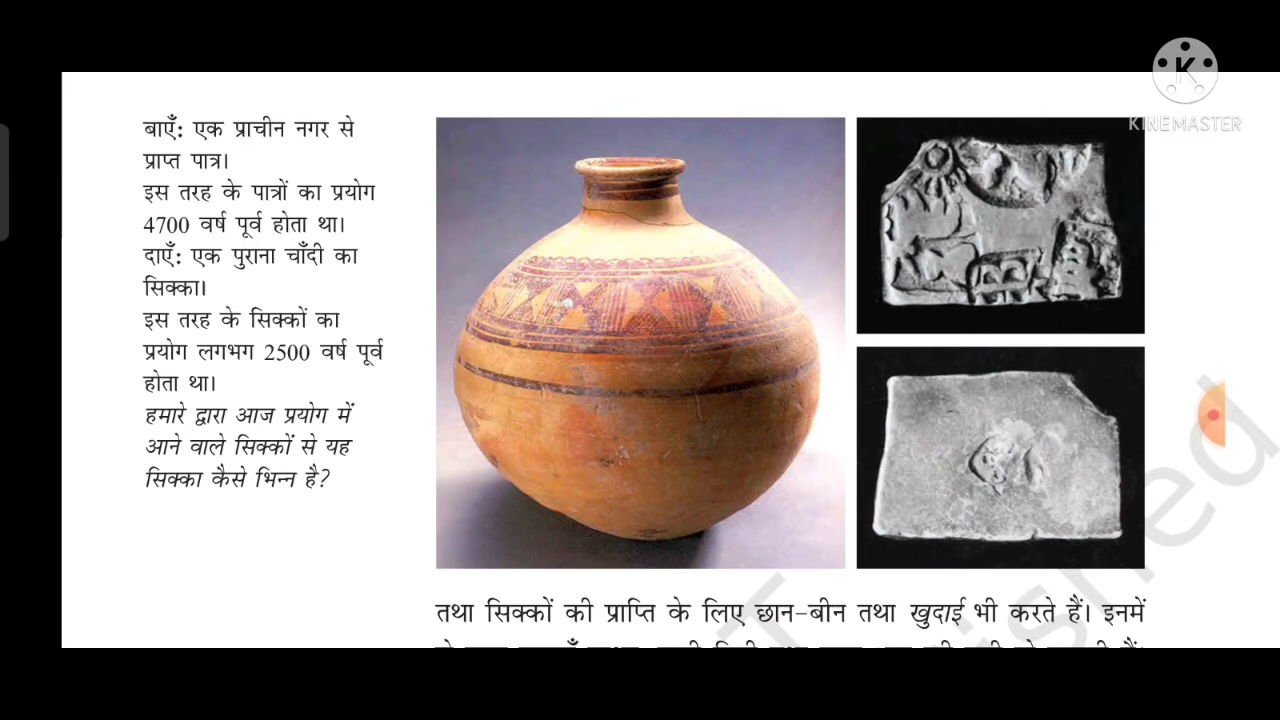 बाएँ: एक प्राचीन नगर से
प्राप्त पात्र।
इस तरह के पात्रों का प्रयोग
4700 वर्ष पूर्व होता था।
दाएँ: एक पुराना चाँदी का
सिक्का।
इस तरह के सिक्कों का
प्रयोग लगभग 2500 वर्ष पूर्व
होता था।
हमारे द्वारा आज प्रयोग में
आने वाले सिक्कों से यह
सिक्का कैसे भिन्न है?
K
KINEMASTER
तथा सिक्कों की प्राप्ति के लिए छान-बीन तथा खुदाई भी करते हैं। इनमें